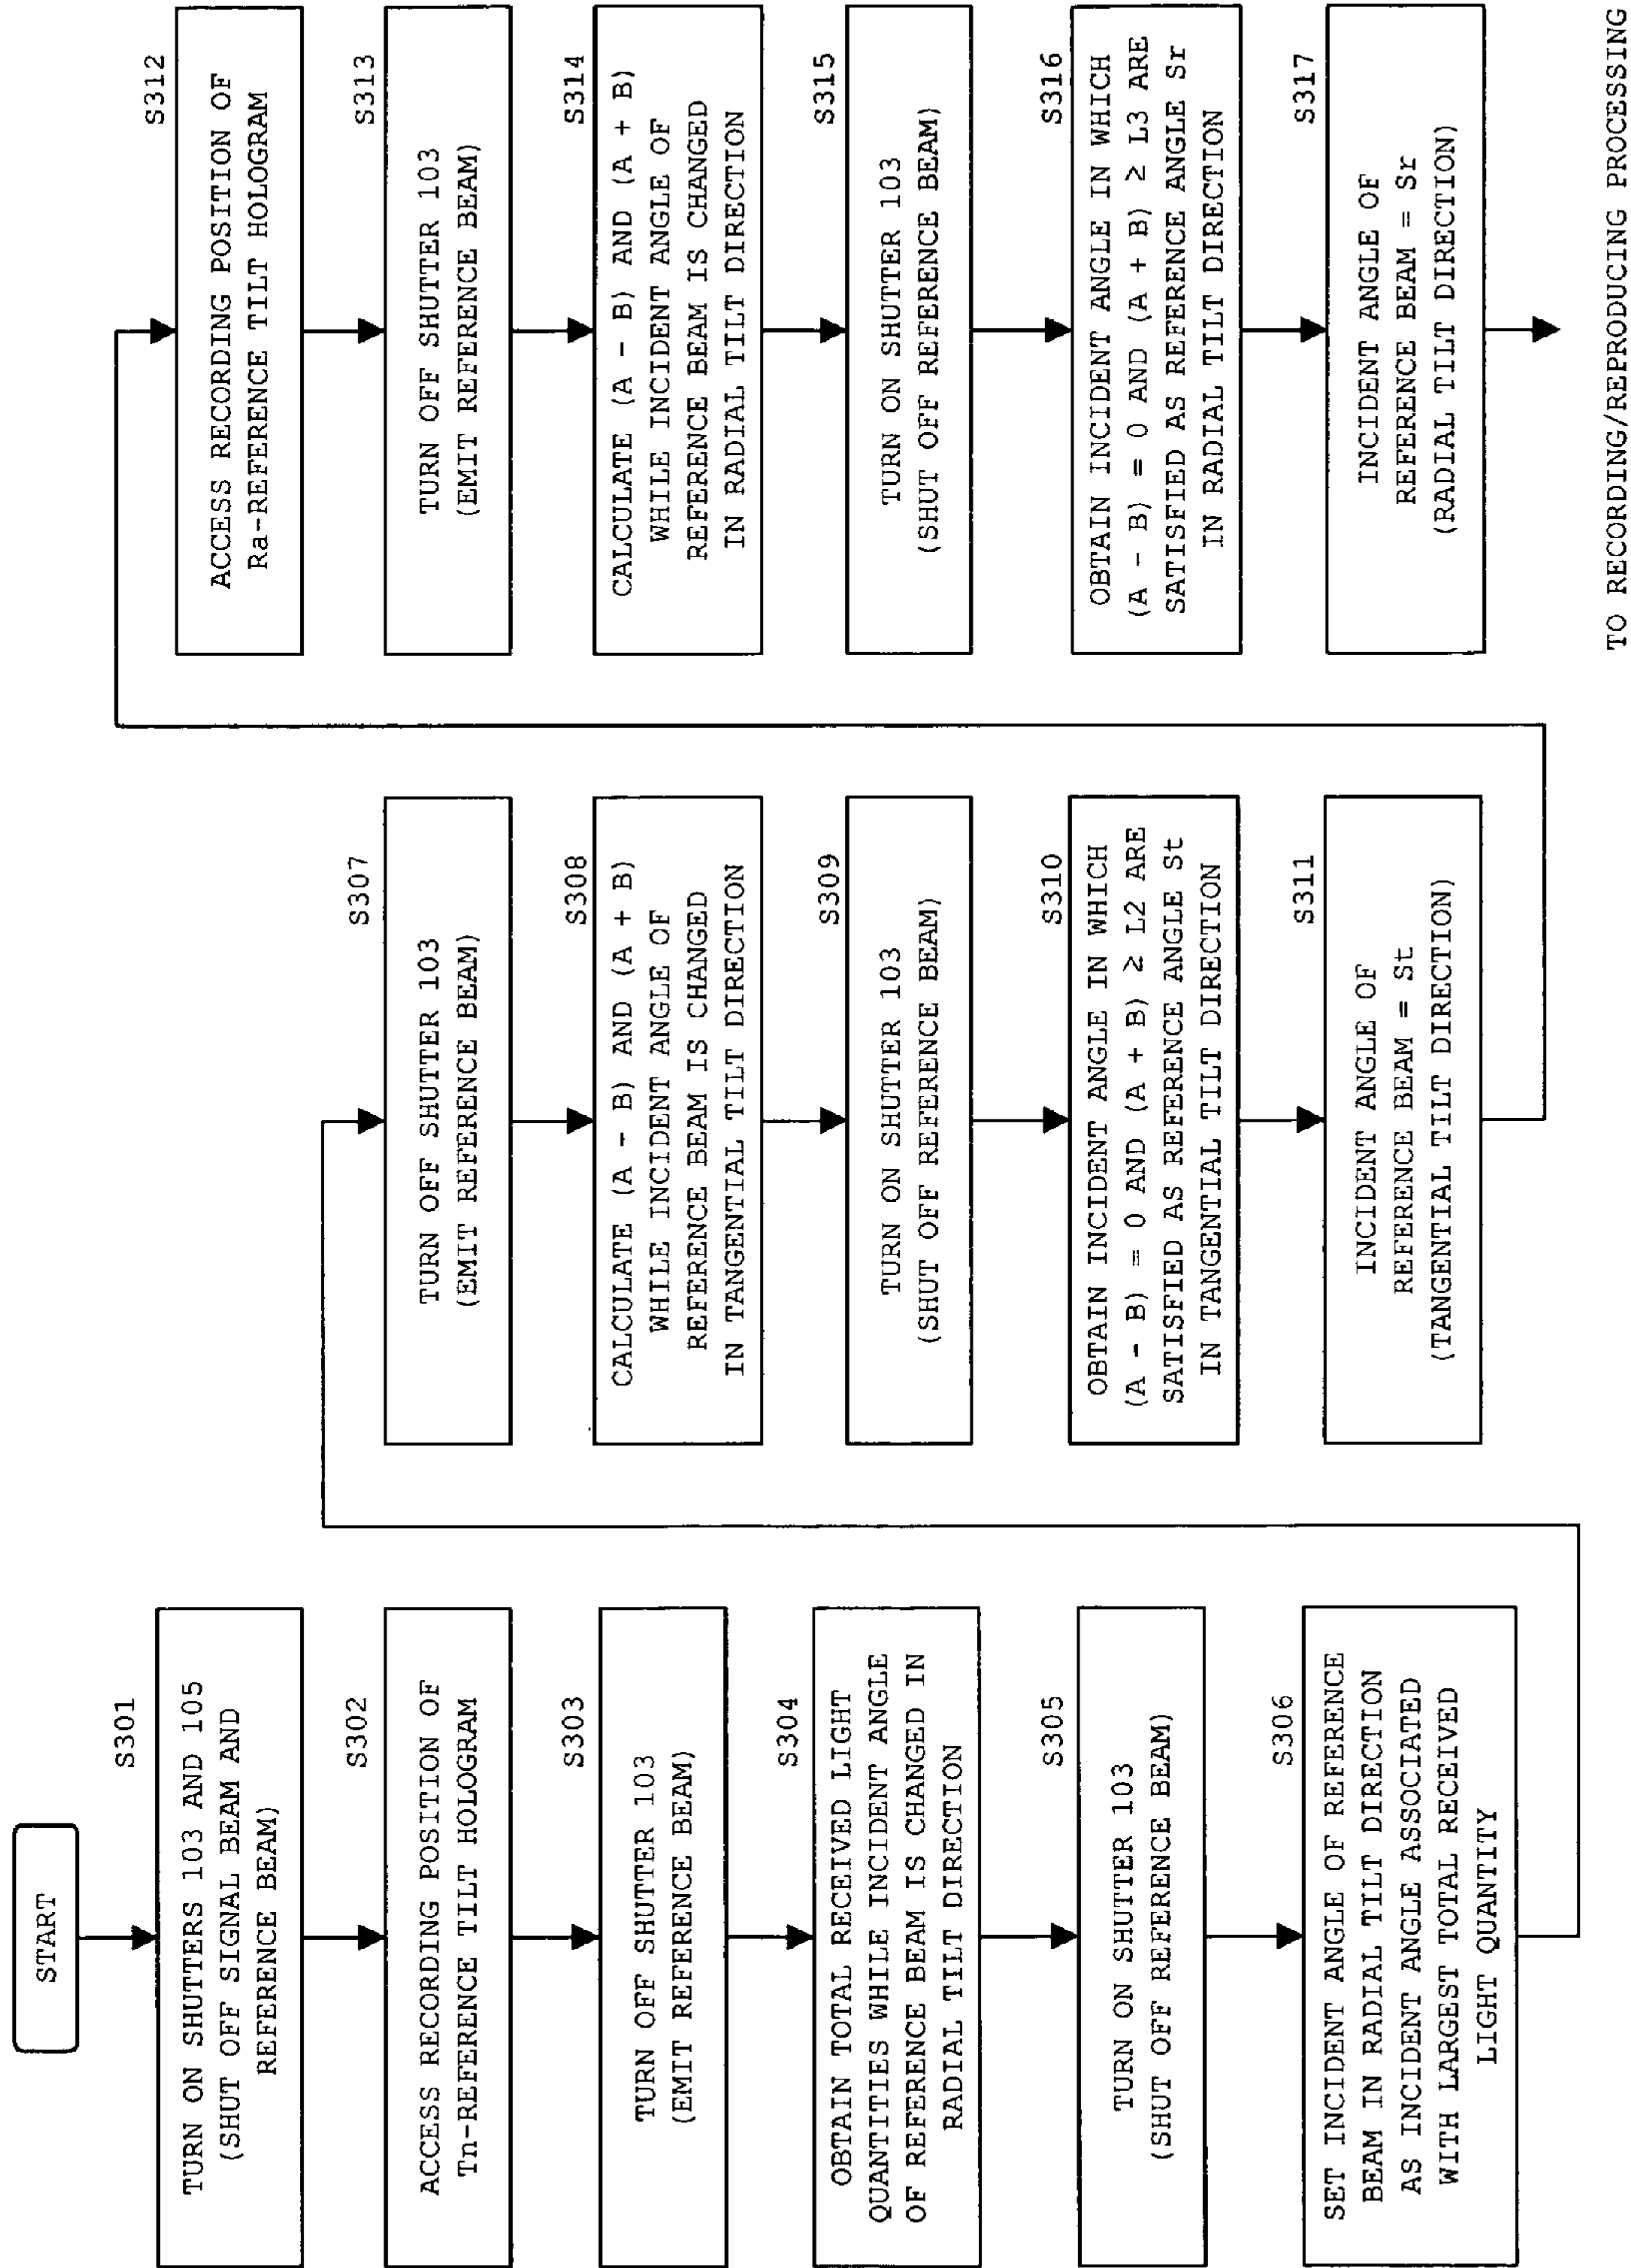 START
S301
TURN ON SHUTTERS 103 AND 105
(SHUT OFF SIGNAL BEAM AND
REFERENCE BEAM)
S302
ACCESS RECORDING POSITION OF
Tn-REFERENCE TILT HOLOGRAM
S303
TURN OFF SHUTTER 103
(EMIT REFERENCE BEAM)
S304
OBTAIN TOTAL RECEIVED LIGHT
QUANTITIES WHILE INCIDENT ANGLE
OF REFERENCE BEAM IS CHANGED IN
RADIAL TILT DIRECTION
S305
TURN ON SHUTTER 103
(SHUT OFF REFERENCE BEAM)
S306
SET INCIDENT ANGLE OF REFERENCE
BEAM IN RADIAL TILT DIRECTION
AS INCIDENT ANGLE ASSOCIATED
WITH LARGEST TOTAL RECEIVED
LIGHT QUANTITY
S307
TURN OFF SHUTTER 103
(EMIT REFERENCE BEAM)
S308
CALCULATE (A - B) AND (A + B)
WHILE INCIDENT ANGLE OF
REFERENCE BEAM IS CHANGED
IN TANGENTIAL TILT DIRECTION
S309
TURN ON SHUTTER 103
(SHUT OFF REFERENCE BEAM)
S310
OBTAIN INCIDENT ANGLE IN WHICH
(A - B) = 0 AND (A + B) ≥ L2 ARE
SATISFIED AS REFERENCE ANGLE St
IN TANGENTIAL TILT DIRECTION
S311
INCIDENT ANGLE OF
REFERENCE BEAM = St
(TANGENTIAL TILT DIRECTION)
S312
ACCESS RECORDING POSITION OF
Ra-REFERENCE TILT HOLOGRAM
S313
TURN OFF SHUTTER 103
(EMIT REFERENCE BEAM)
S314
CALCULATE (A - B) AND (A + B)
WHILE INCIDENT ANGLE OF
REFERENCE BEAM IS CHANGED
IN RADIAL TILT DIRECTION
S315
TURN ON SHUTTER 103
(SHUT OFF REFERENCE BEAM)
S316
OBTAIN INCIDENT ANGLE IN WHICH
(A - B) = 0 AND (A + B) ≥ L3 ARE
SATISFIED AS REFERENCE ANGLE Sr
IN RADIAL TILT DIRECTION
S317
INCIDENT ANGLE OF
REFERENCE BEAM = Sr
(RADIAL TILT DIRECTION)
TO RECORDING/REPRODUCING PROCESSING